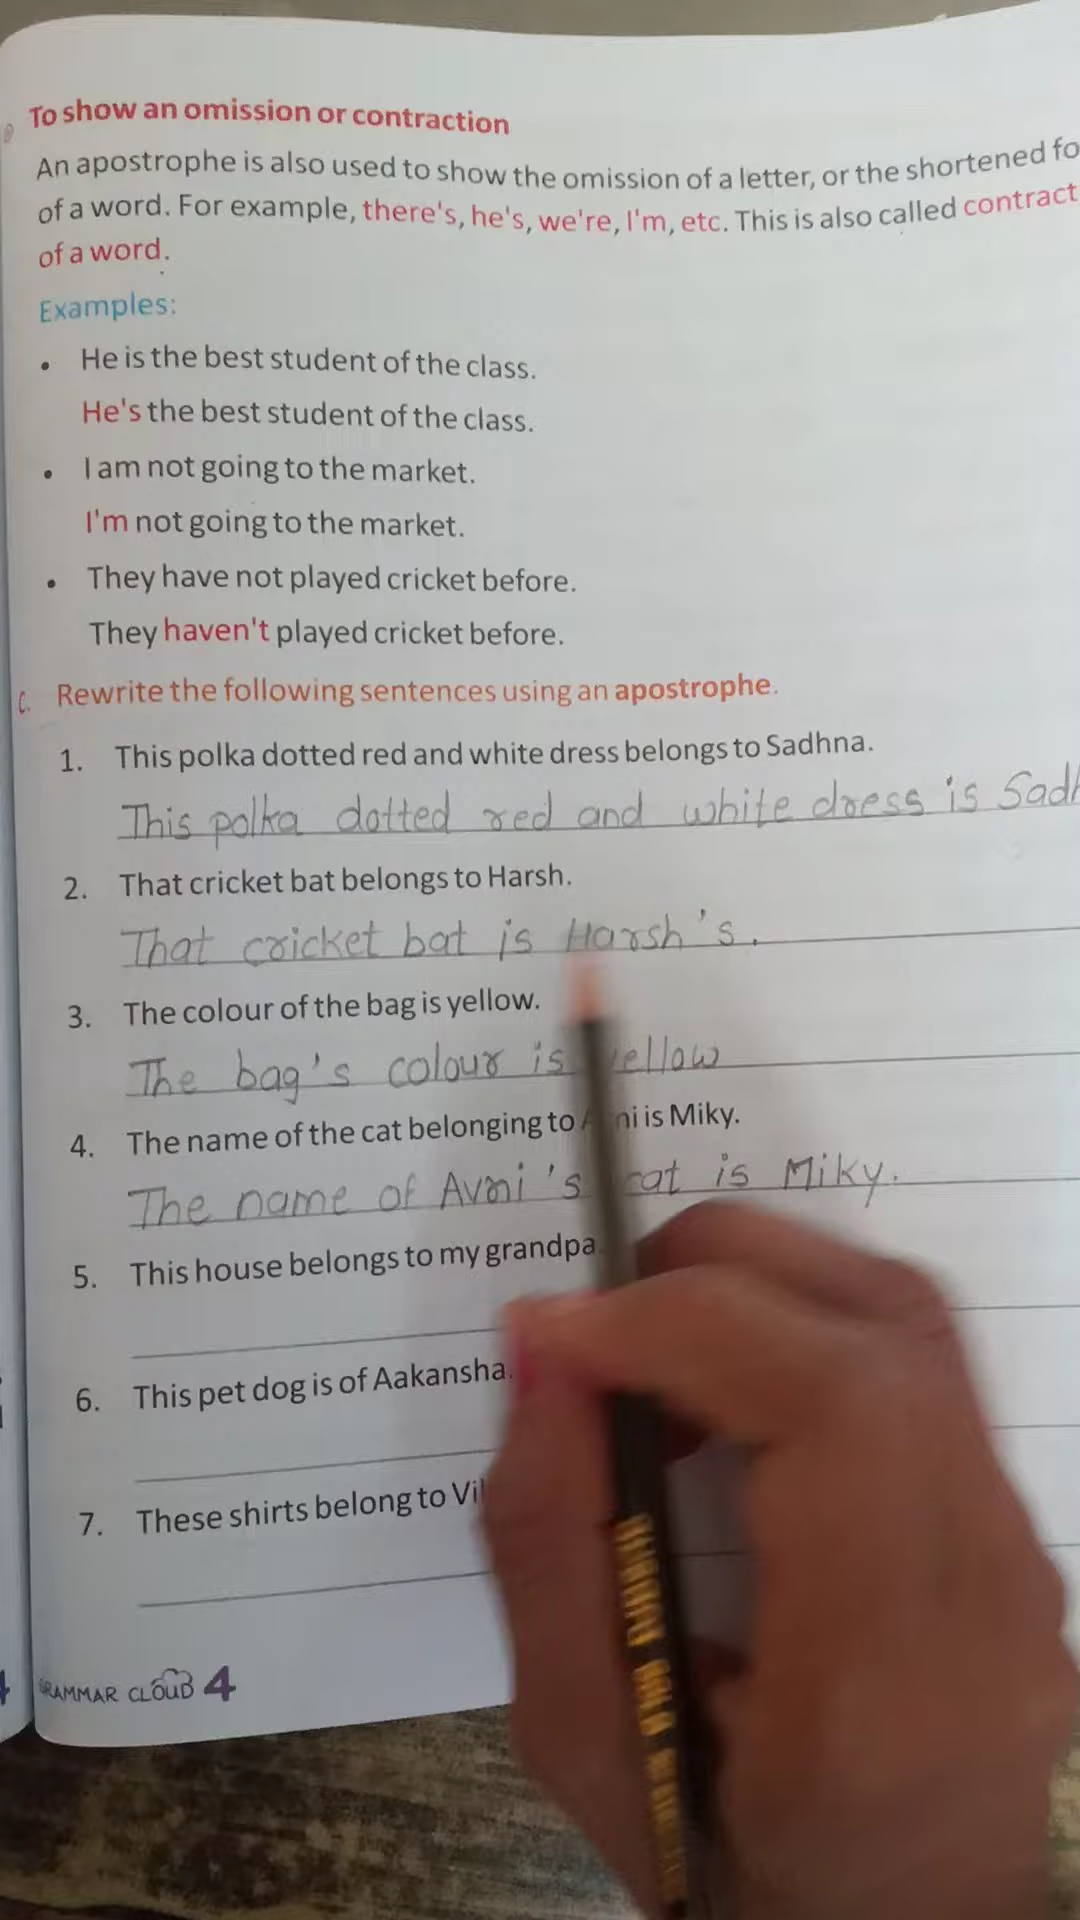 To show an omission or contraction
An apostrophe is also used to show the omission of a letter, or the shortened fo
of a word. For example, there's, he's, we're, I'm, etc. This is also called contract
of a word.
Examples:
• He is the best student of the class.
He's the best student of the class.
• I am not going to the market.
I'm not going to the market.
• They have not played cricket before.
They haven't played cricket before.
C. Rewrite the following sentences using an apostrophe.
1. This polka dotted red and white dress belongs to Sadhna.
This polka dotted red and white dress is Sadh
2. That cricket bat belongs to Harsh.
That cricket bat is Harsh's.
3. The colour of the bag is yellow.
The bag's colour is yellow
4. The name of the cat belonging to A ni is Miky.
The name of Avni's cat is Miky.
5. This house belongs to my grandpa.
6. This pet dog is of Aakansha.
7. These shirts belong to Vi
GRAMMAR CLOUD 4